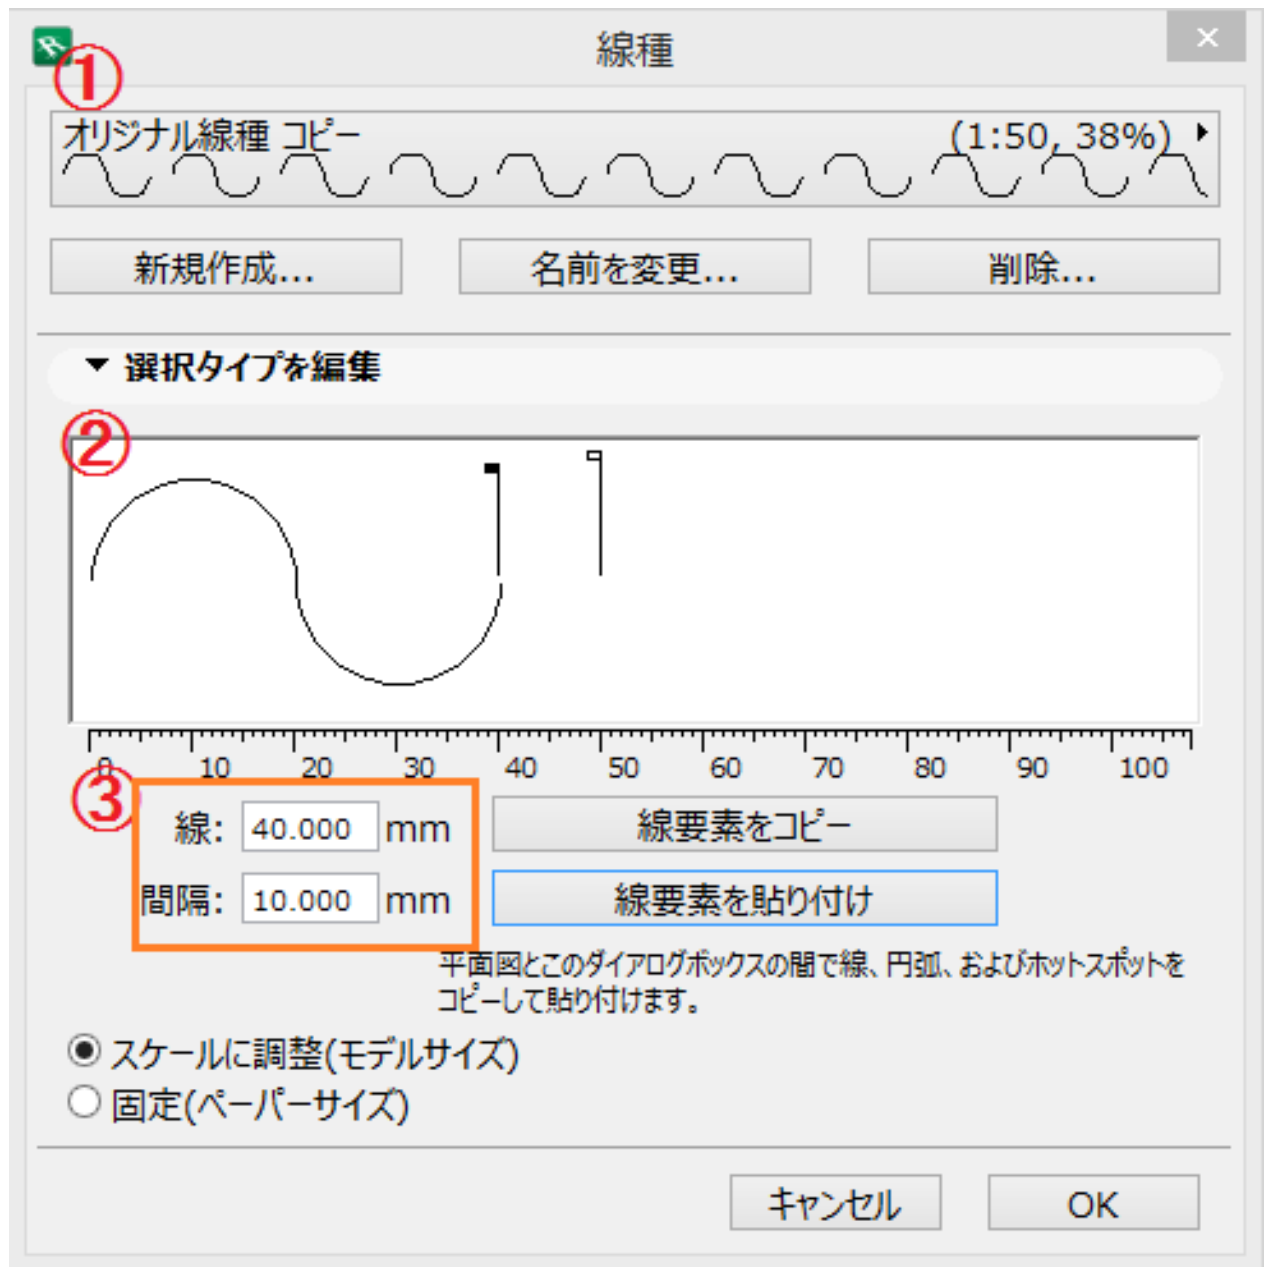 線種
①
オリジナル線種 コピー (1:50, 38%)
新規作成... 名前を変更... 削除...
選択タイプを編集
②
0 10 20 30 40 50 60 70 80 90 100
③
線: 40.000 mm 線要素をコピー
間隔: 10.000 mm 線要素を貼り付け
平面図とこのダイアログボックスの間で線、円弧、およびホットスポットを
コピーして貼り付けます。
スケールに調整(モデルサイズ)
固定(ペーパーサイズ)
キャンセル OK